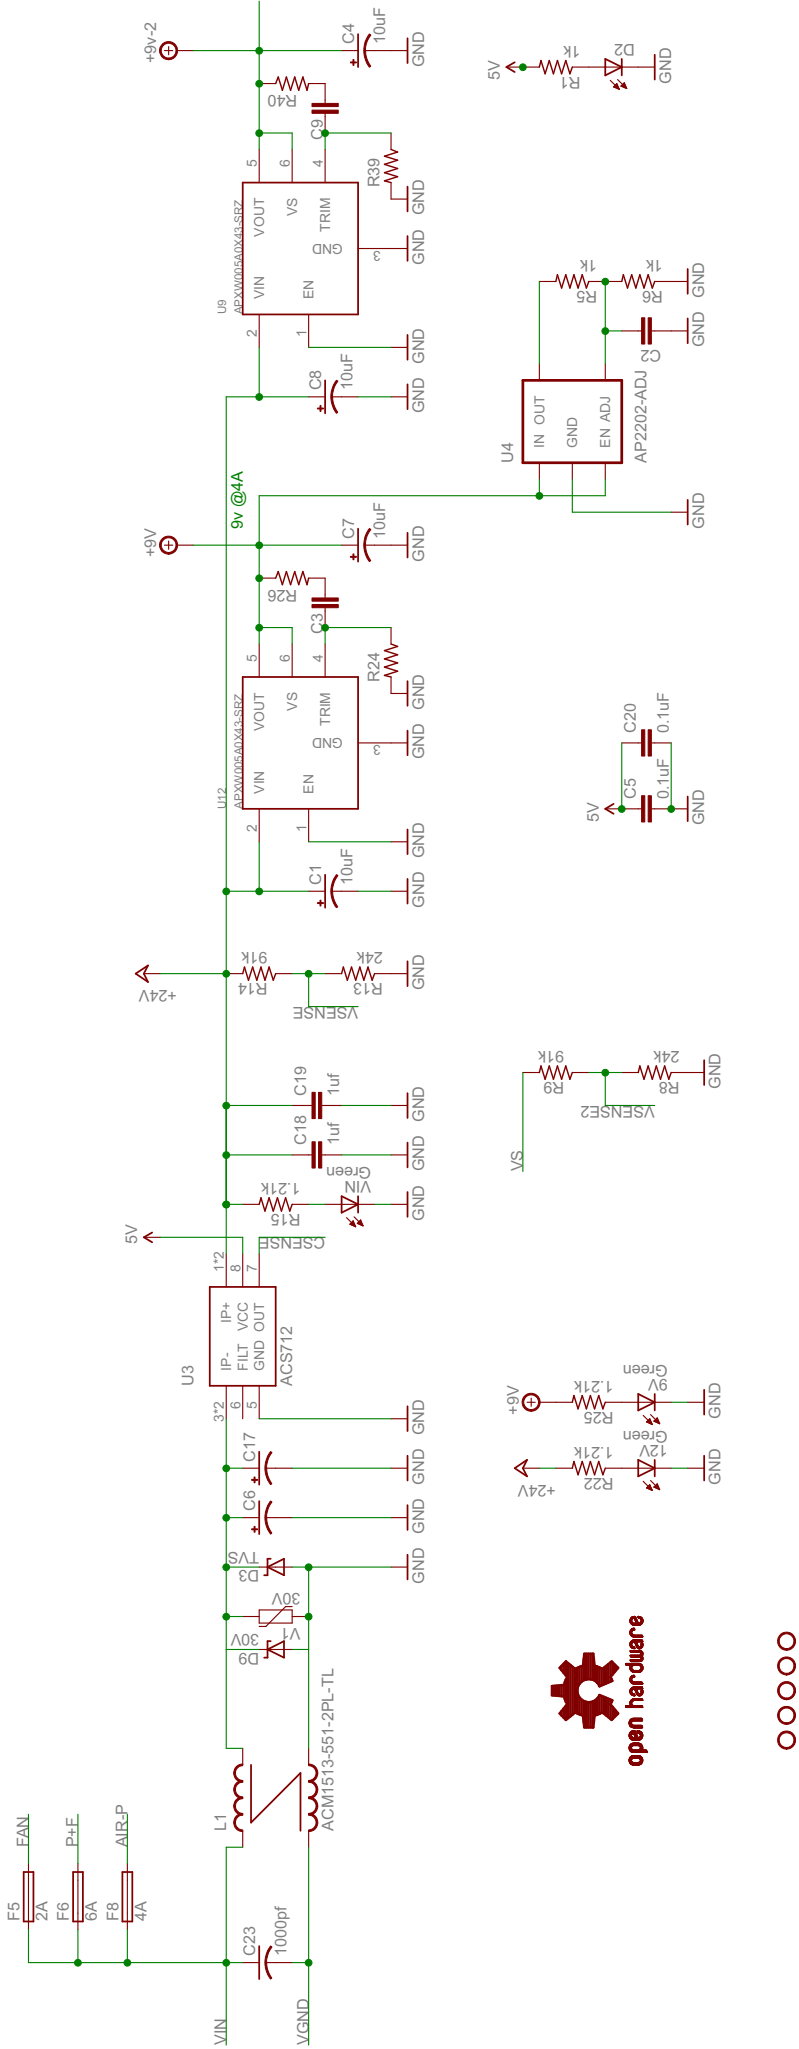 FAN
F5
2A
P+F
F6
6A
AIR-P
F8
4A
VIN
VGND
C23
1000pf
L1
ACM1513-551-2PL-TL
D9
30V
V1
30V
D3
TVS
GND
C6
GND
C17
GND
GND
U3
ACS712
IP-
FILT
GND
IP+
VCC
OUT
3*2
6
5
1*2
8
7
5V
CSENSE
R15
1.21k
VIN
Green
GND
C18
1uf
GND
C19
1uf
GND
+24V
R14
91k
VSENSE
R13
24k
GND
C1
10uF
GND
U12
APXW005A0X43-SRZ
VIN
EN
VOUT
VS
TRIM
GND
2
1
5
6
4
3
GND
GND
R24
GND
C3
R26
+9V
C7
10uF
GND
9v @4A
C8
10uF
GND
U9
APXW005A0X43-SRZ
VIN
EN
VOUT
VS
TRIM
GND
2
1
5
6
4
3
GND
GND
R39
GND
C9
R40
+9v-2
C4
10uF
GND
open hardware
+24V
R22
1.21k
12V
Green
GND
+9V
R25
1.21k
9V
Green
GND
VS
R9
91k
VSENSE2
R8
24k
GND
5V
C5
0.1uF
C20
0.1uF
GND
U4
AP2202-ADJ
IN OUT
GND
EN ADJ
GND
C2
GND
R5
1k
R6
1k
GND
5V
R1
1k
D2
GND